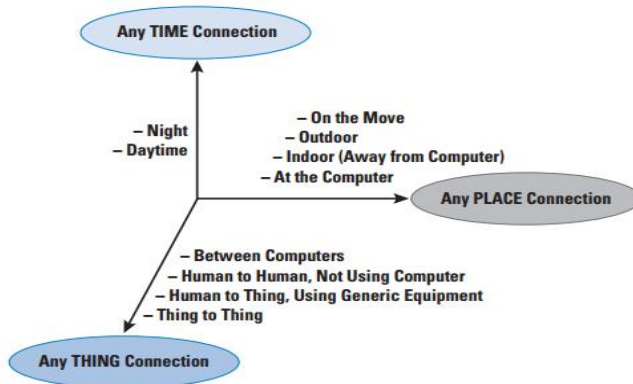 Any TIME Connection
– Night
– Daytime
– On the Move
– Outdoor
– Indoor (Away from Computer)
– At the Computer
Any PLACE Connection
– Between Computers
– Human to Human, Not Using Computer
– Human to Thing, Using Generic Equipment
– Thing to Thing
Any THING Connection